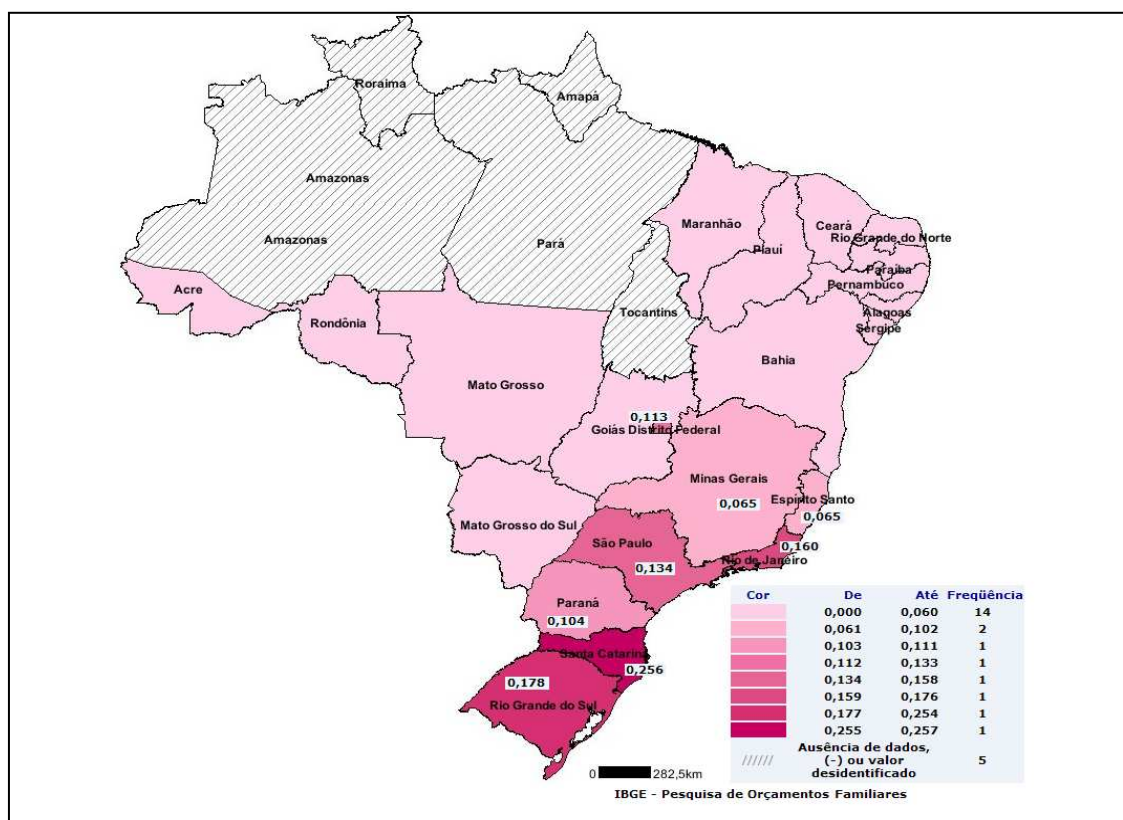 Roraima
Amapá
Amazonas
Amazonas
Pará
Maranhão
Ceará
Rio Grande do Norte
Piauí
Paraíba
Pernambuco
Acre
Alagoas
Sergipe
Rondônia
Tocantins
Bahia
Mato Grosso
0,113
Goiás Distrito Federal
Minas Gerais
0,065
Espírito Santo
0,065
Mato Grosso do Sul
São Paulo
0,160
Rio de Janeiro
0,134
Paraná
0,104
Santa Catarina
0,256
0,178
Rio Grande do Sul
Cor De Até Freqüência
0,000 0,060 14
0,061 0,102 2
0,103 0,111 1
0,112 0,133 1
0,134 0,158 1
0,159 0,176 1
0,177 0,254 1
0,255 0,257 1
Ausência de dados,
(-) ou valor 5
desidentificado
0 282,5km
IBGE - Pesquisa de Orçamentos Familiares